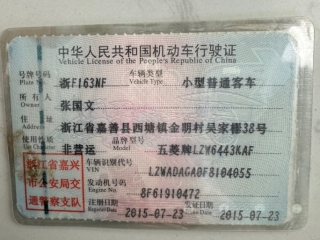 中华人民共和国机动车行驶证
Vehicle License of the People's Republic of China
号牌号码 浙F163NF 车辆类型 小型普通客车
Plate No. Vehicle Type
所有人 张国文
Owner
住址 浙江省嘉善县西塘镇金明村吴家棚38号
Address
使用性质 非营运 品牌型号 五菱牌LZW6443KAF
Use Character Model
浙江省嘉兴 车辆识别代号 LZWADAGA0F8104055
VIN
市公安局交 发动机号码 8F61910472
Engine No.
通警察支队 注册日期 2015-07-23 发证日期 2015-07-23
Register Date Issue Date